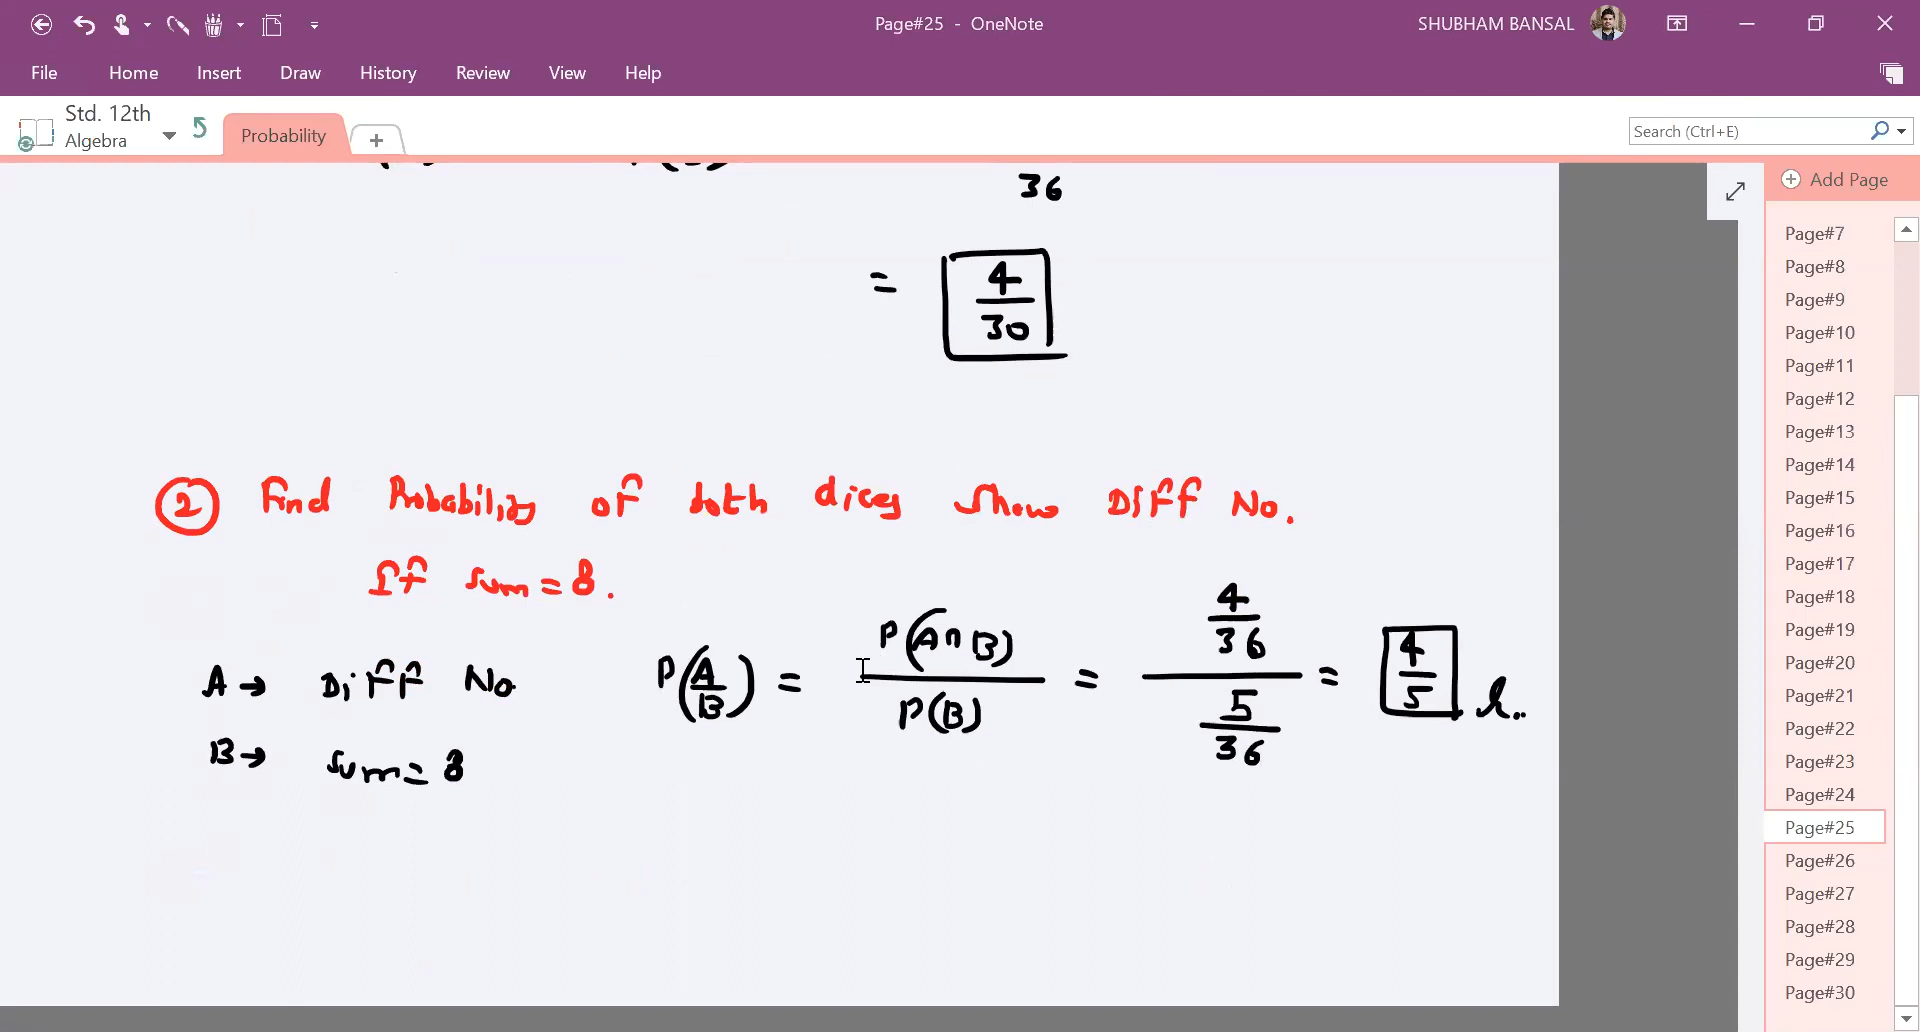 Page#25 - OneNote
SHUBHAM BANSAL
File Home Insert Draw History Review View Help
Std. 12th
Algebra
Probability
+
Search (Ctrl+E)
Add Page
36
= 4/30
② Find Probability of both dices show Diff No.
If sum = 8.
A → Diff No.
B → sum = 8
P(A/B) = P(A∩B)/P(B) = (4/36)/(5/36) = 4/5
Page#7
Page#8
Page#9
Page#10
Page#11
Page#12
Page#13
Page#14
Page#15
Page#16
Page#17
Page#18
Page#19
Page#20
Page#21
Page#22
Page#23
Page#24
Page#25
Page#26
Page#27
Page#28
Page#29
Page#30